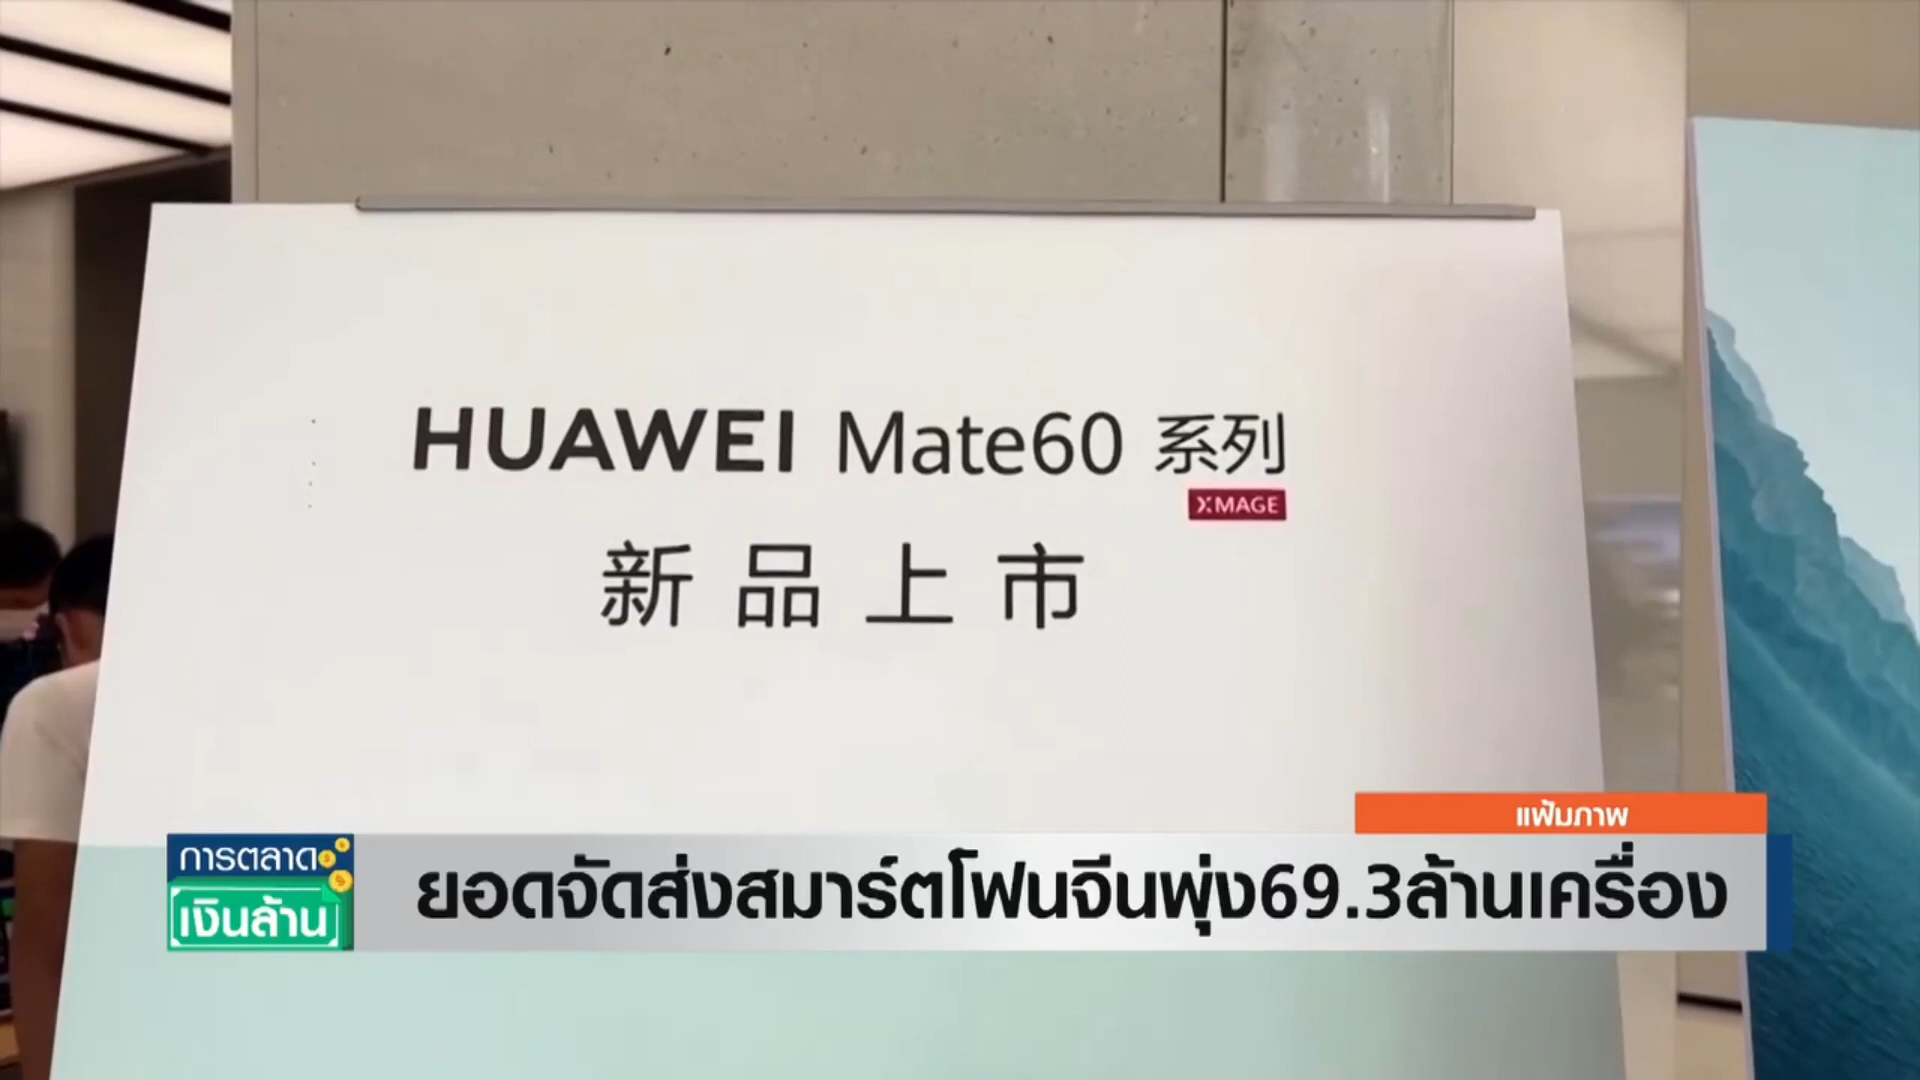 HUAWEI Mate60 系列
XMAGE
新品上市
แฟ้มภาพ
การตลาด
เงินล้าน
ยอดจัดส่งสมาร์ตโฟนจีนพุ่ง69.3ล้านเครื่อง